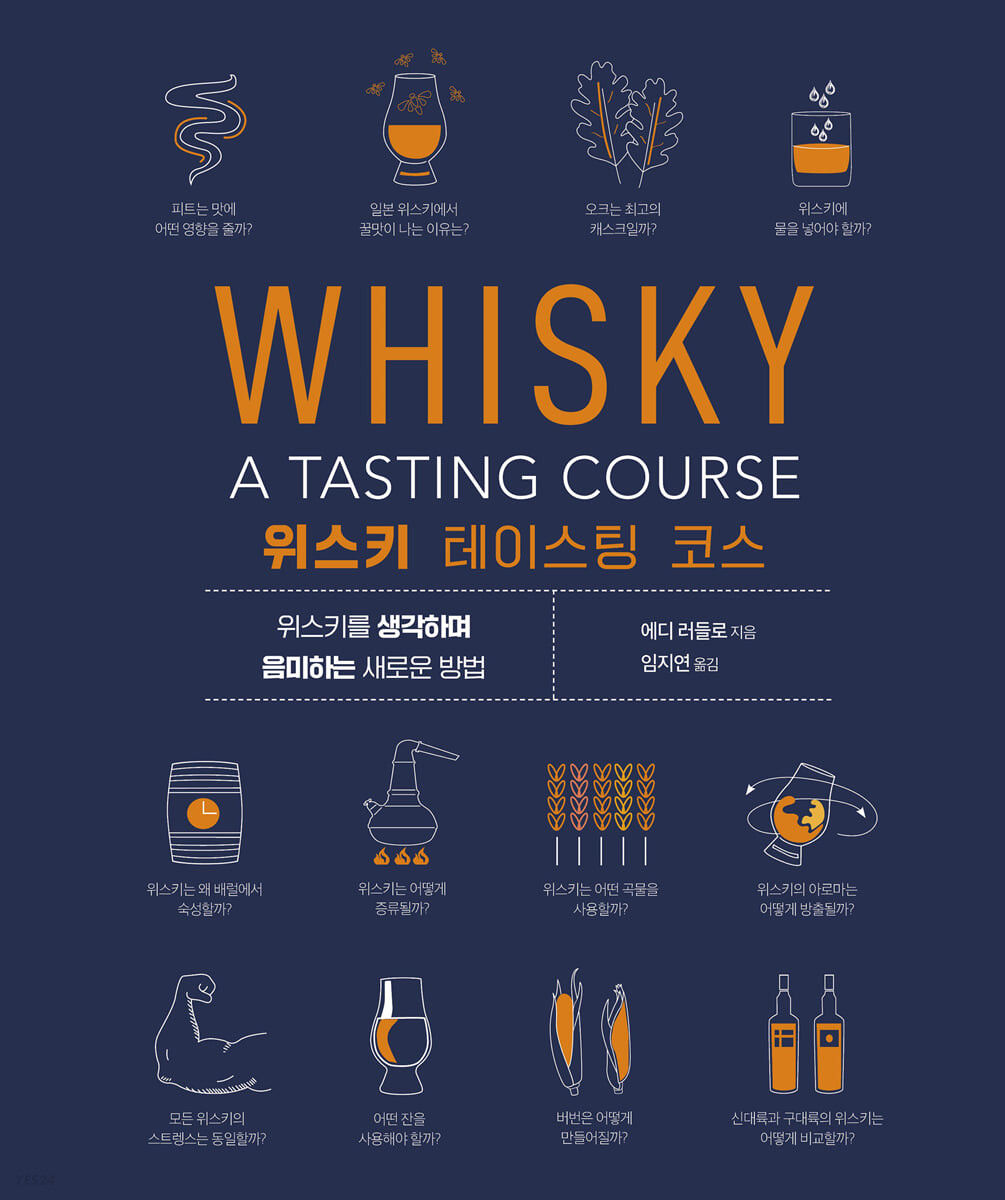 피트는 맛에
어떤 영향을 줄까?
일본 위스키에서
꿀맛이 나는 이유는?
오크는 최고의
캐스크일까?
위스키에
물을 넣어야 할까?
WHISKY
A TASTING COURSE
위스키 테이스팅 코스
위스키를 생각하며
음미하는 새로운 방법
에디 러들로 지음
임지연 옮김
위스키는 왜 배럴에서
숙성할까?
위스키는 어떻게
증류될까?
위스키는 어떤 곡물을
사용할까?
위스키의 아로마는
어떻게 방출될까?
모든 위스키의
스트렝스는 동일할까?
어떤 잔을
사용해야 할까?
버번은 어떻게
만들어질까?
신대륙과 구대륙의 위스키는
어떻게 비교할까?
YES24